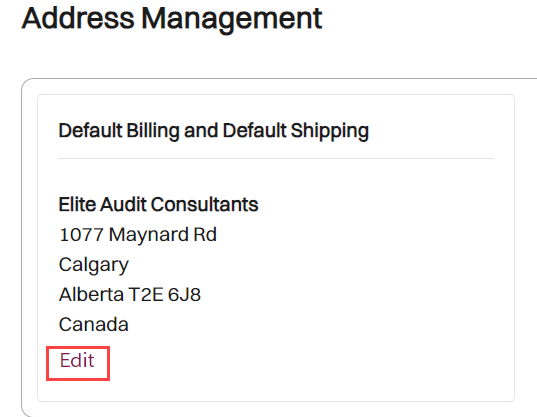 Address Management
Default Billing and Default Shipping
Elite Audit Consultants
1077 Maynard Rd
Calgary
Alberta T2E 6J8
Canada
Edit